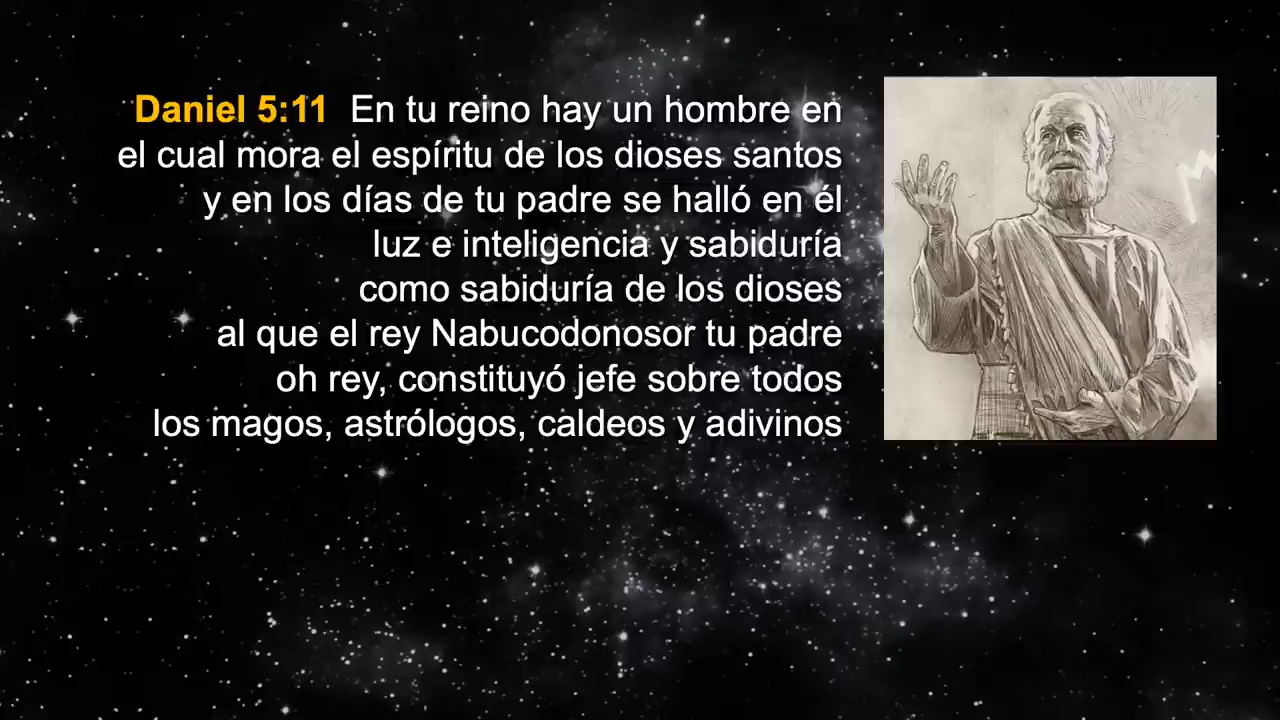 Daniel 5:11 En tu reino hay un hombre en
el cual mora el espíritu de los dioses santos
y en los días de tu padre se halló en él
luz e inteligencia y sabiduría
como sabiduría de los dioses
al que el rey Nabucodonosor tu padre
oh rey, constituyó jefe sobre todos
los magos, astrólogos, caldeos y adivinos